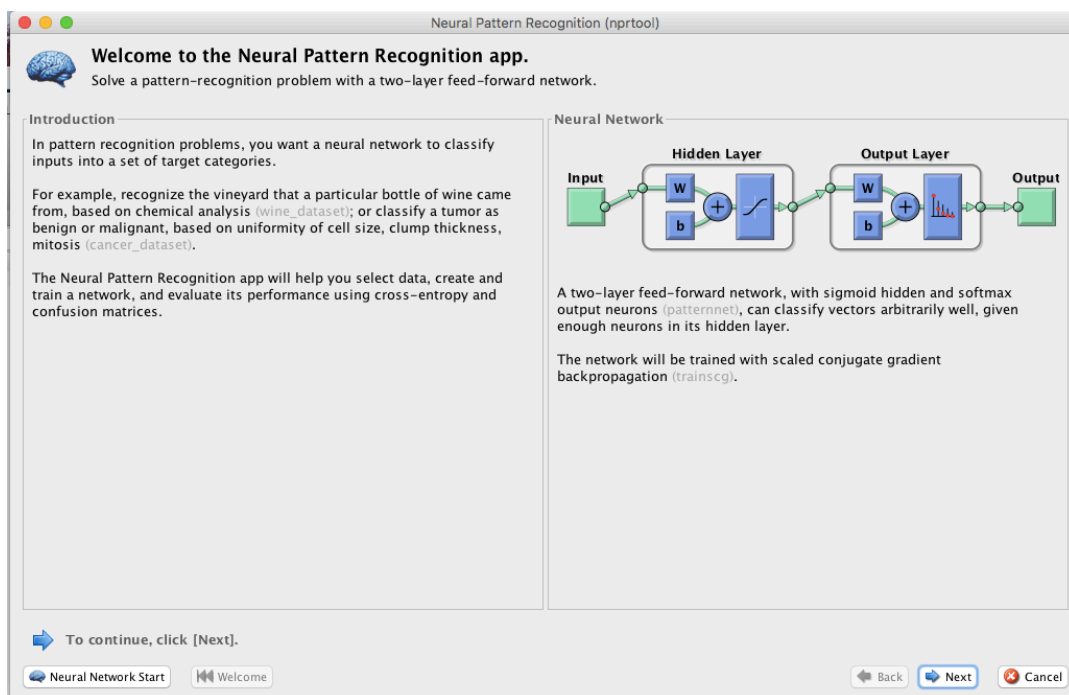 Neural Pattern Recognition (nprtool)
Welcome to the Neural Pattern Recognition app.
Solve a pattern-recognition problem with a two-layer feed-forward network.
Introduction
In pattern recognition problems, you want a neural network to classify
inputs into a set of target categories.
For example, recognize the vineyard that a particular bottle of wine came
from, based on chemical analysis (wine_dataset); or classify a tumor as
benign or malignant, based on uniformity of cell size, clump thickness,
mitosis (cancer_dataset).
The Neural Pattern Recognition app will help you select data, create and
train a network, and evaluate its performance using cross-entropy and
confusion matrices.
Neural Network
Hidden Layer
Output Layer
Input
W
b
+
W
b
+
Output
A two-layer feed-forward network, with sigmoid hidden and softmax
output neurons (patternnet), can classify vectors arbitrarily well, given
enough neurons in its hidden layer.
The network will be trained with scaled conjugate gradient
backpropagation (trainscg).
To continue, click [Next].
Neural Network Start
Welcome
Back
Next
Cancel